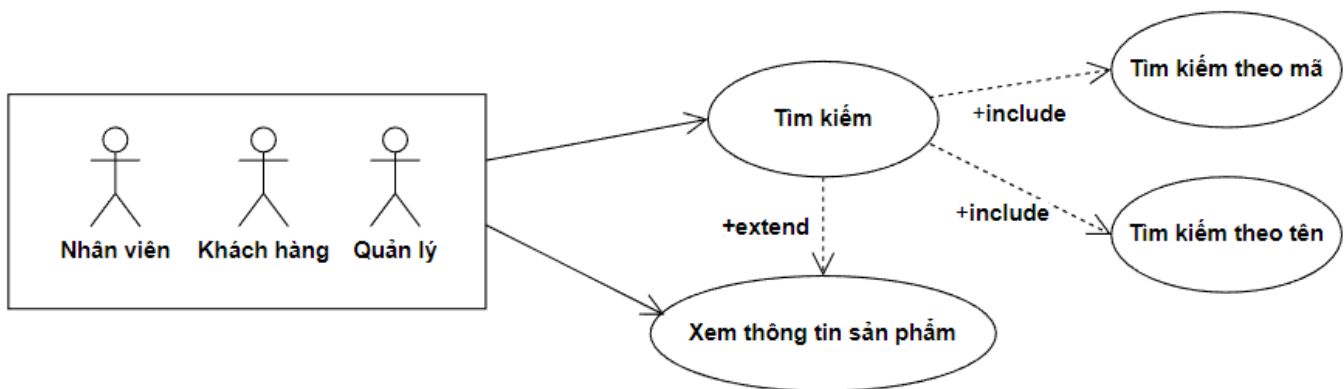 Nhân viên
Khách hàng
Quản lý
Tìm kiếm
+include
Tìm kiếm theo mã
+include
Tìm kiếm theo tên
+extend
Xem thông tin sản phẩm